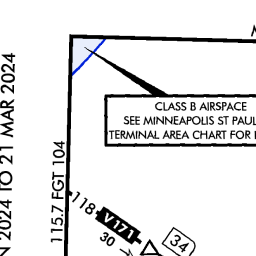 CLASS B AIRSPACE
SEE MINNEAPOLIS ST PAUL
TERMINAL AREA CHART FOR
2024 TO 21 MAR 2024
115.7 FGT 104
118
V171
30
34